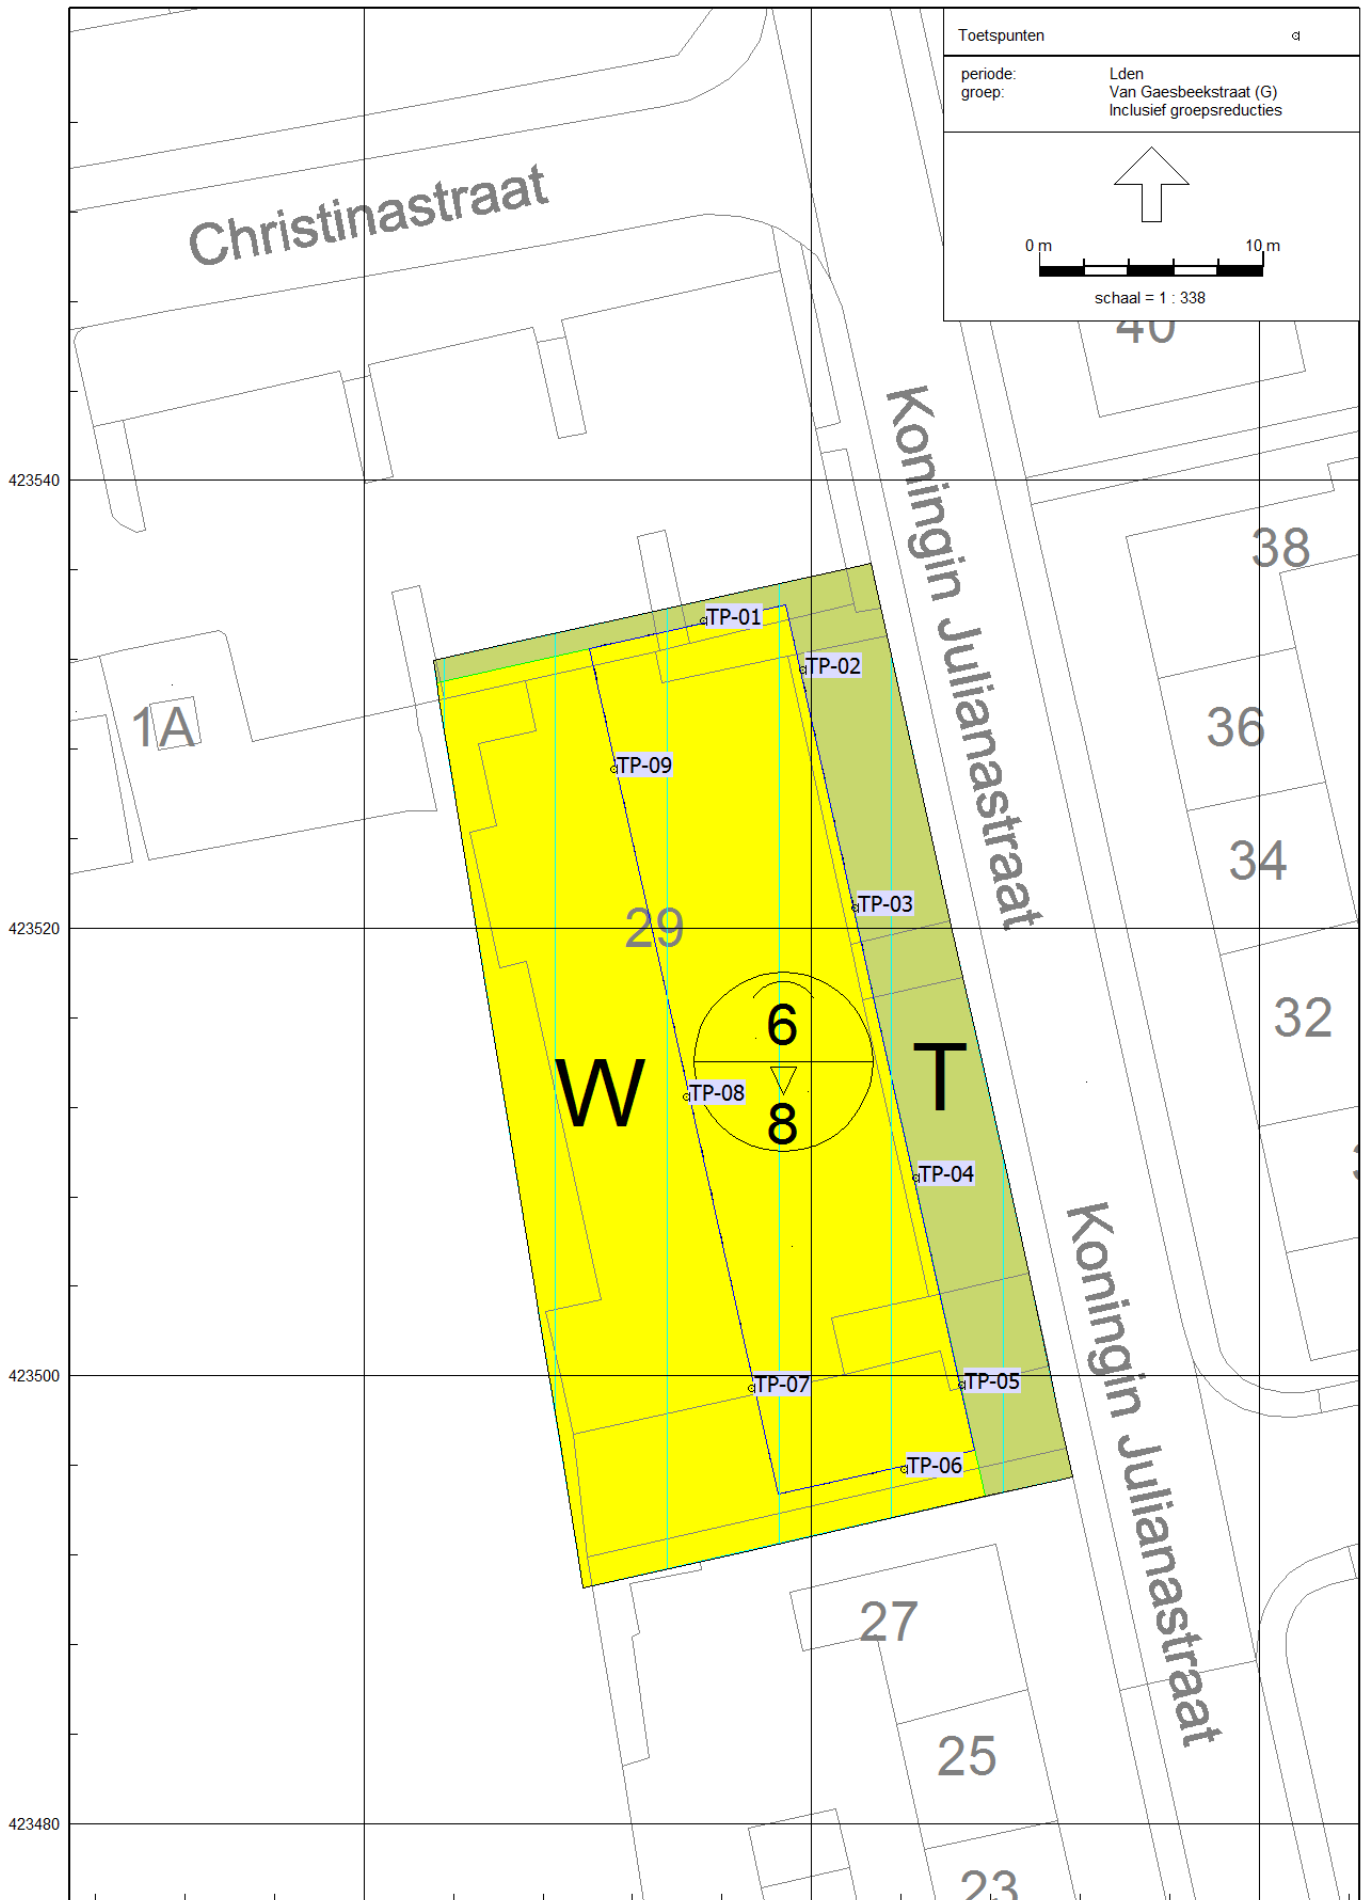 Toetspunten
periode: Lden
groep: Van Gaesbeekstraat (G)
Inclusief groepsreducties
0 m 10 m
schaal = 1 : 338
Christinastraat
40
Koningin Julianastraat
423540
38
TP-01
TP-02
1A
36
TP-09
34
TP-03
423520
29
6
32
W
T
TP-08
8
TP-04
Koningin Julianastraat
423500
TP-07
TP-05
TP-06
27
25
423480
23